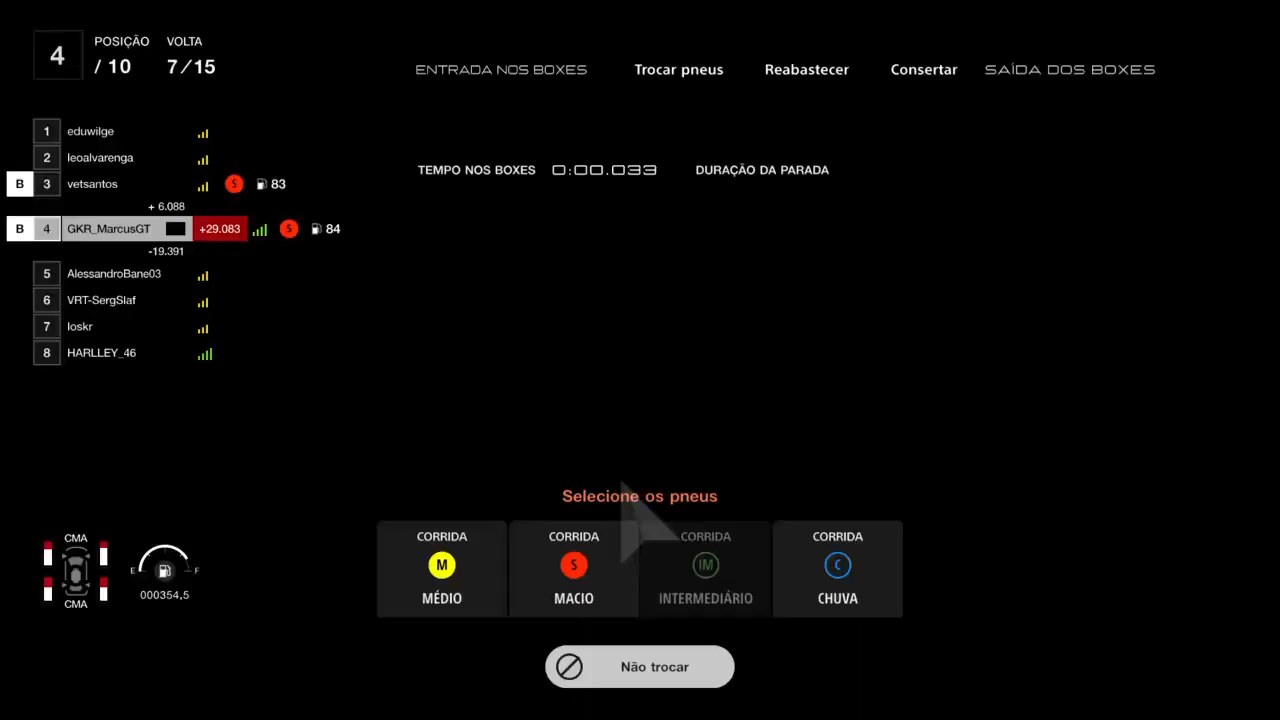 4 POSIÇÃO VOLTA
/ 10 7/15
ENTRADA NOS BOXES Trocar pneus Reabastecer Consertar SAÍDA DOS BOXES
TEMPO NOS BOXES 0:00.033 DURAÇÃO DA PARADA
1 eduwilge
2 leoalvarenga
B 3 vetsantos S 83
+ 6.088
B 4 GKR_MarcusGT +29.083 S 84
-19.391
5 AlessandroBane03
6 VRT-SergSlaf
7 loskr
8 HARLLEY_46
Selecione os pneus
CORRIDA CORRIDA CORRIDA CORRIDA
M S IM C
MÉDIO MACIO INTERMEDIÁRIO CHUVA
Não trocar
CMA
E F
000354,5
CMA